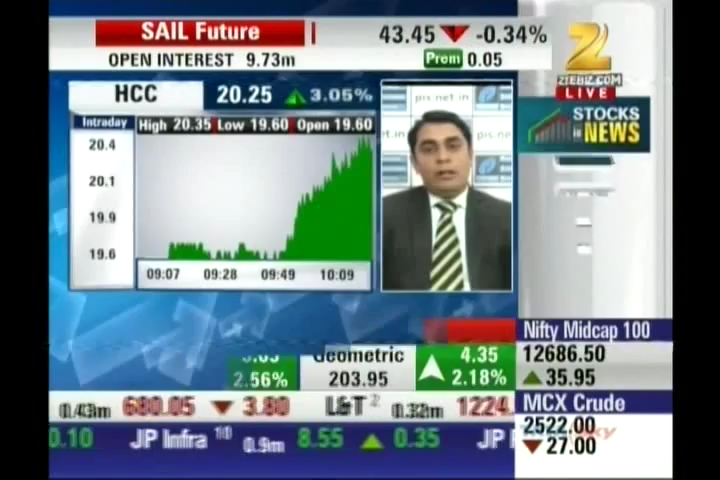 SAIL Future
43.45 -0.34%
OPEN INTEREST 9.73m
Prem 0.05
ZEEBIZ.COM
LIVE
HCC 20.25 3.05%
STOCKS
IN NEWS
Intraday High 20.35 Low 19.60 Open 19.60
20.4
20.1
19.9
19.6
09:07 09:28 09:49 10:09
pis.net.in
Nifty Midcap 100
12686.50
35.95
Geometric 4.35
2.56% 203.95 2.18%
MCX Crude
2522.00
27.00
0.43m 680.05 3.80 L&T 2 0.32m 1224.
0.10 JP Infra 10 0.9m 8.55 0.35 JP